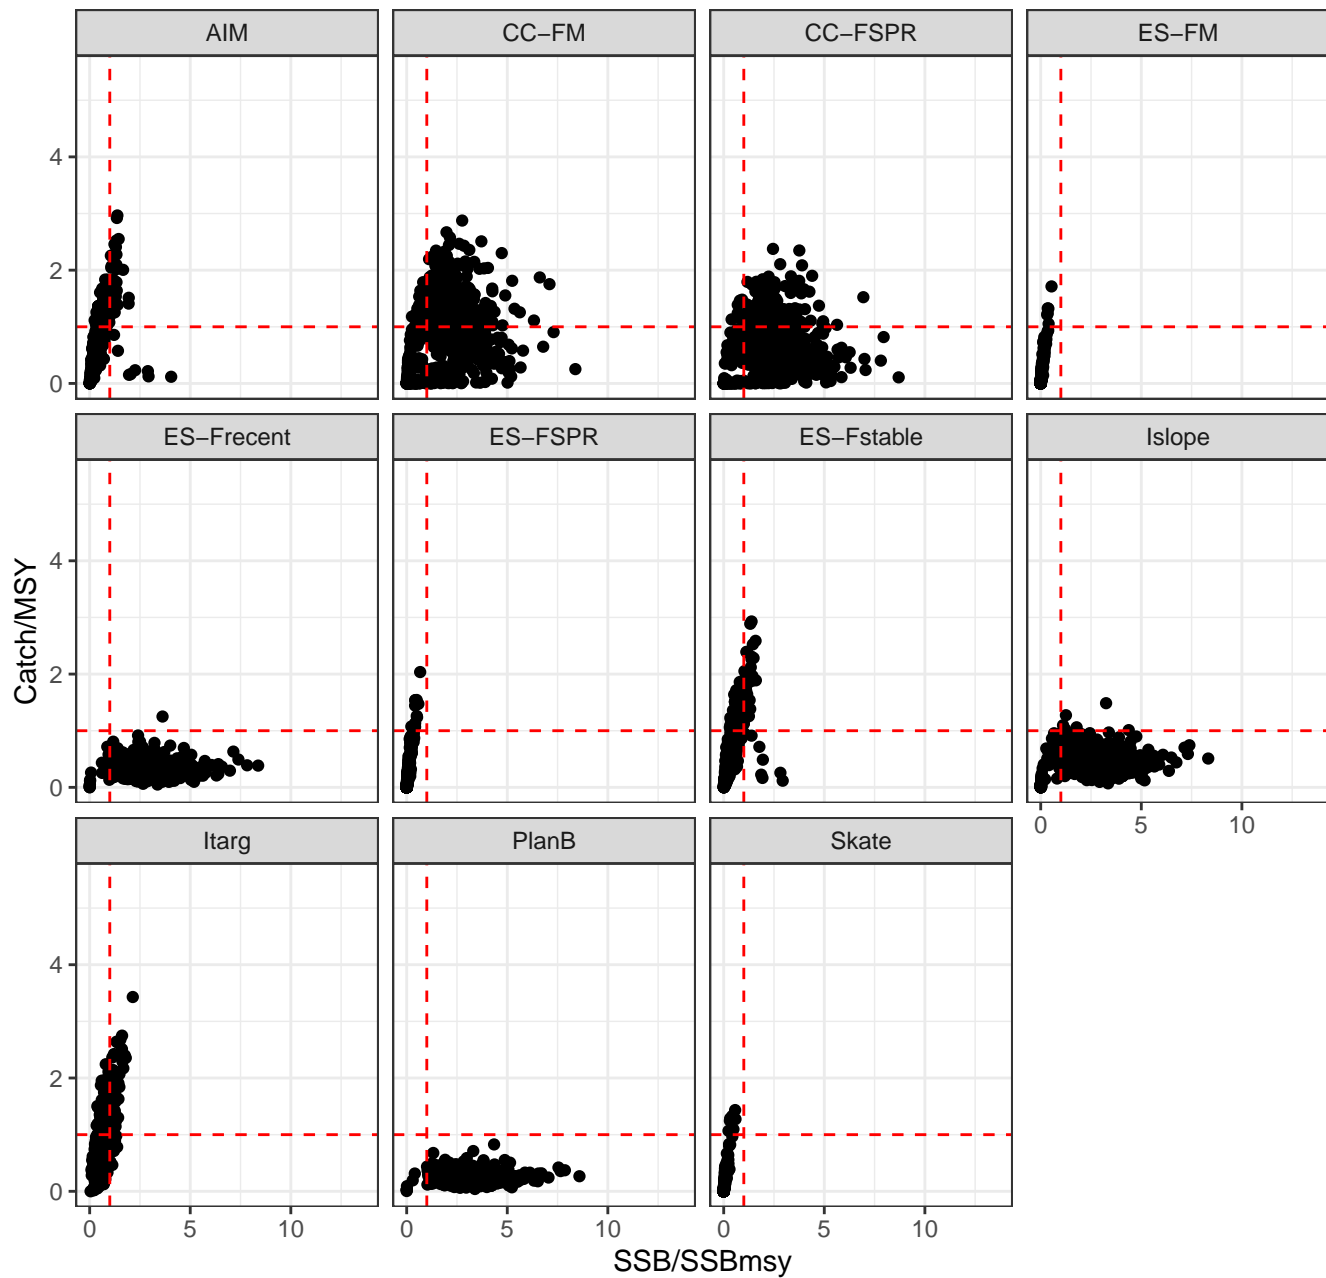 AIM CC−FM CC−FSPR ES−FM
4
2
0
ES−Frecent ES−FSPR ES−Fstable Islope
4
2
0
0 5 10
Itarg PlanB Skate
4
2
0
0 5 10 0 5 10 0 5 10
Catch/MSY
SSB/SSBmsy